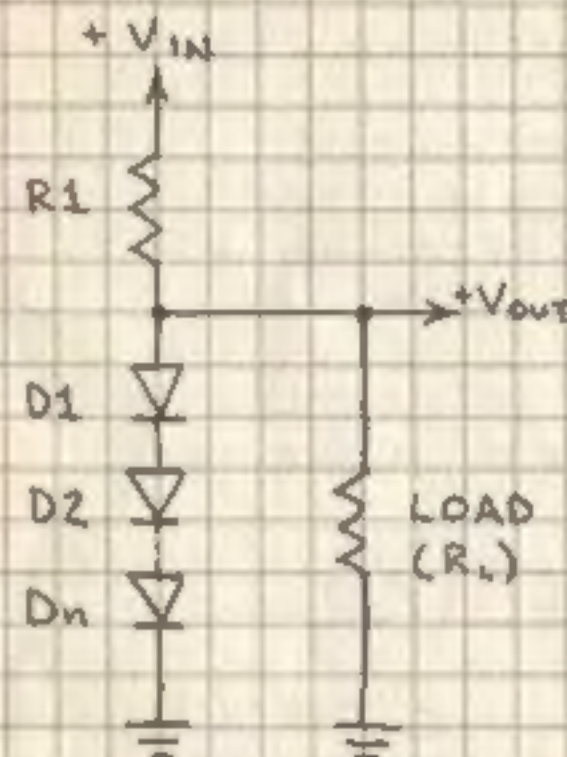 + VIN
R1
+VOUT
D1
D2
LOAD
(RL)
Dn